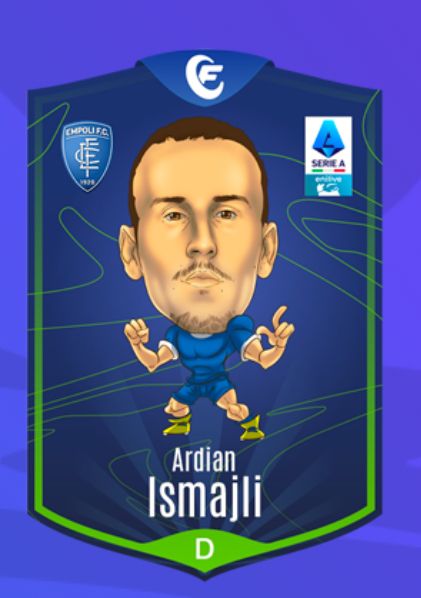 EMPOLI F.C.
1920
SERIE A
enilive
Ardian
Ismajli
D